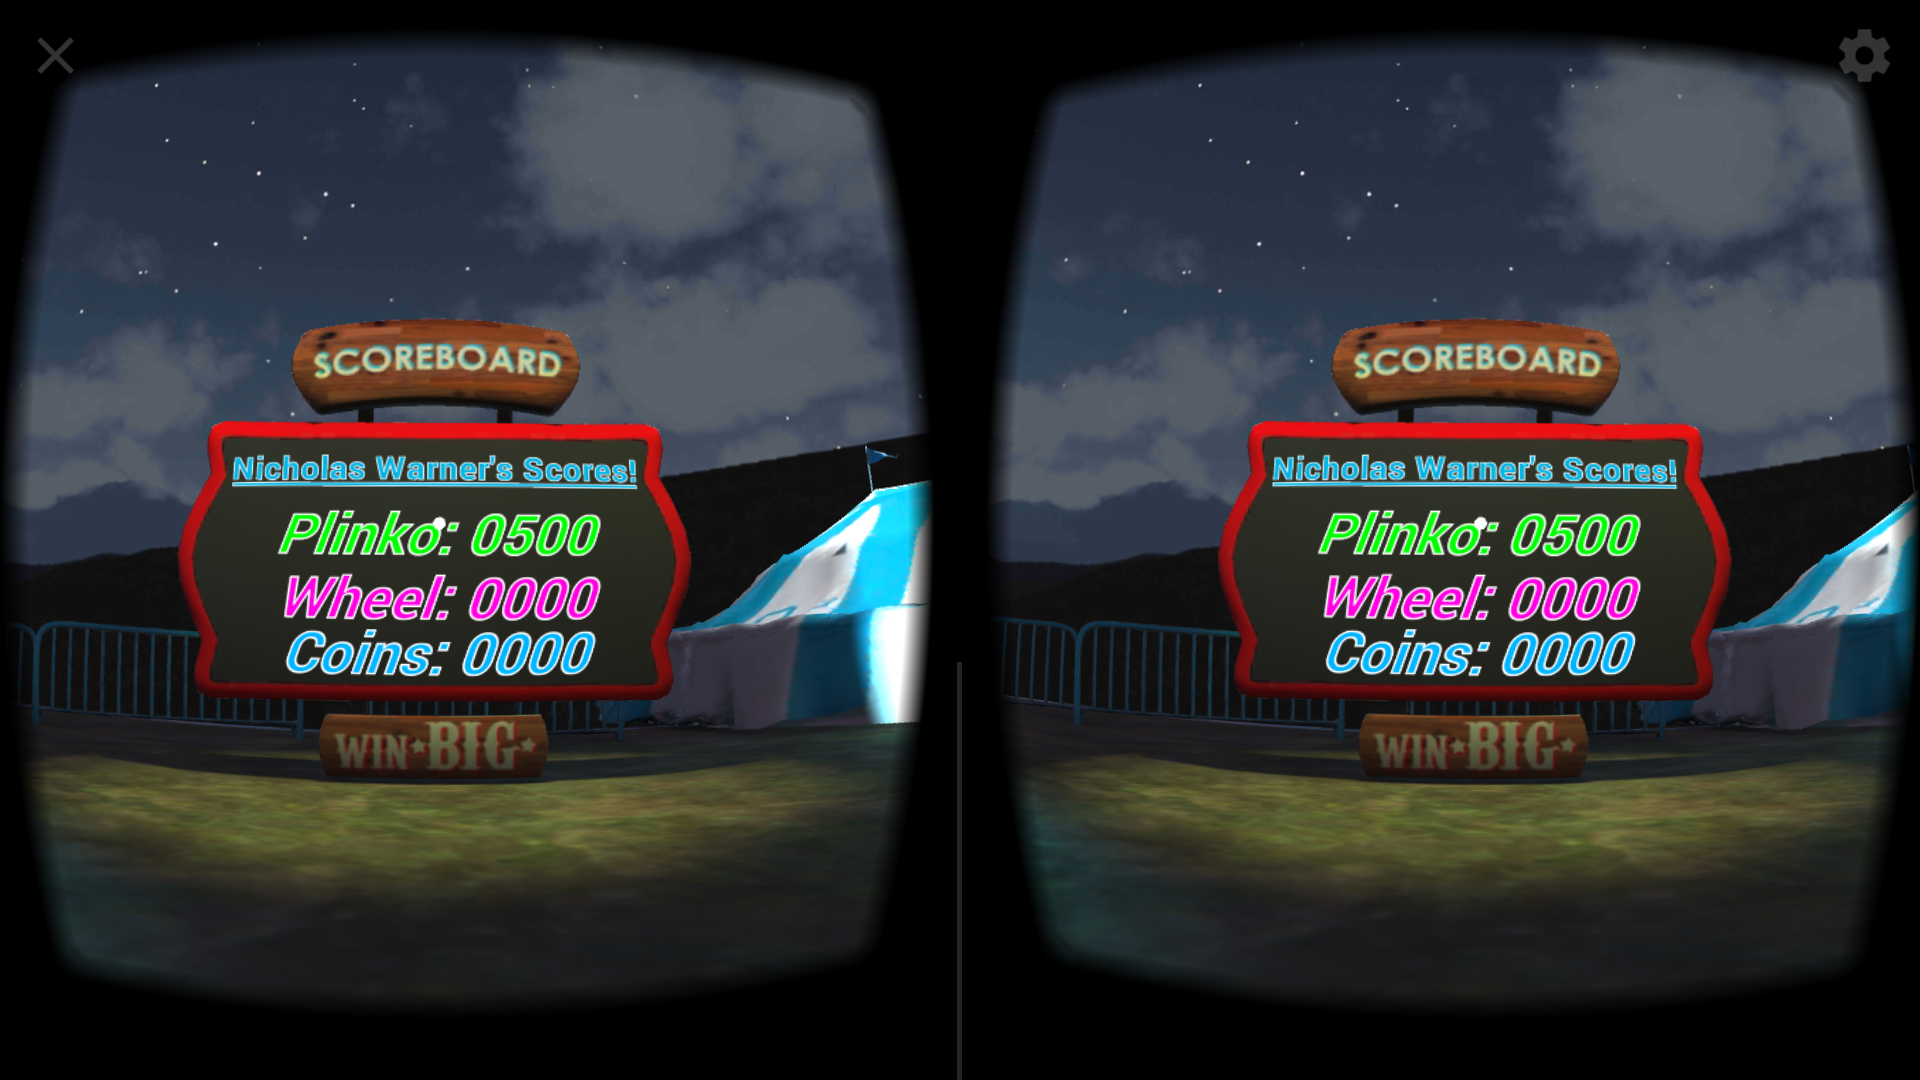 SCOREBOARD
Nicholas Warner's Scores!
Plinko: 0500
Wheel: 0000
Coins: 0000
WIN★BIG★
SCOREBOARD
Nicholas Warner's Scores!
Plinko: 0500
Wheel: 0000
Coins: 0000
WIN★BIG★